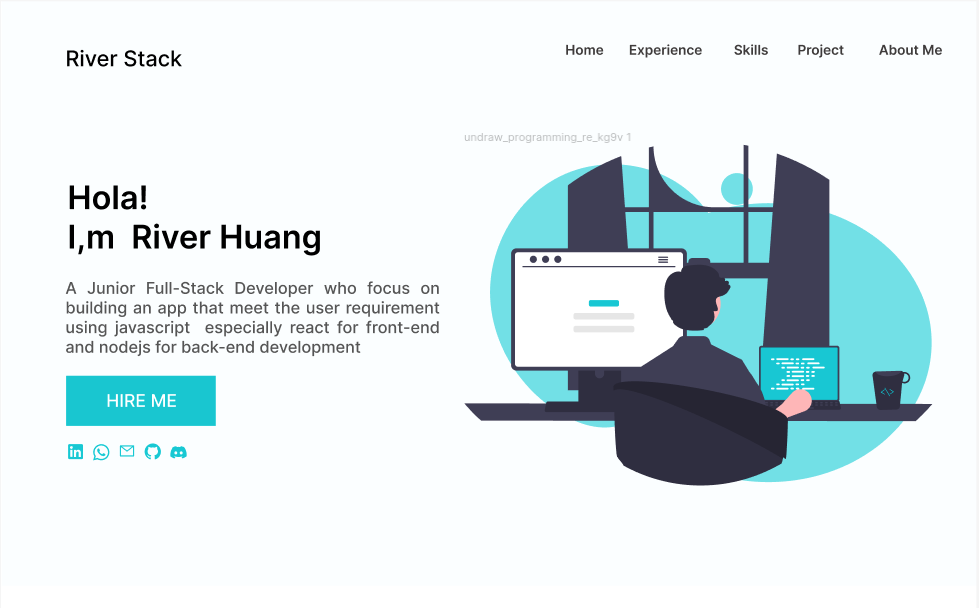 River Stack
Home Experience Skills Project About Me
undraw_programming_re_kg9v 1
Hola!
I,m River Huang
A Junior Full-Stack Developer who focus on
building an app that meet the user requirement
using javascript especially react for front-end
and nodejs for back-end development
HIRE ME